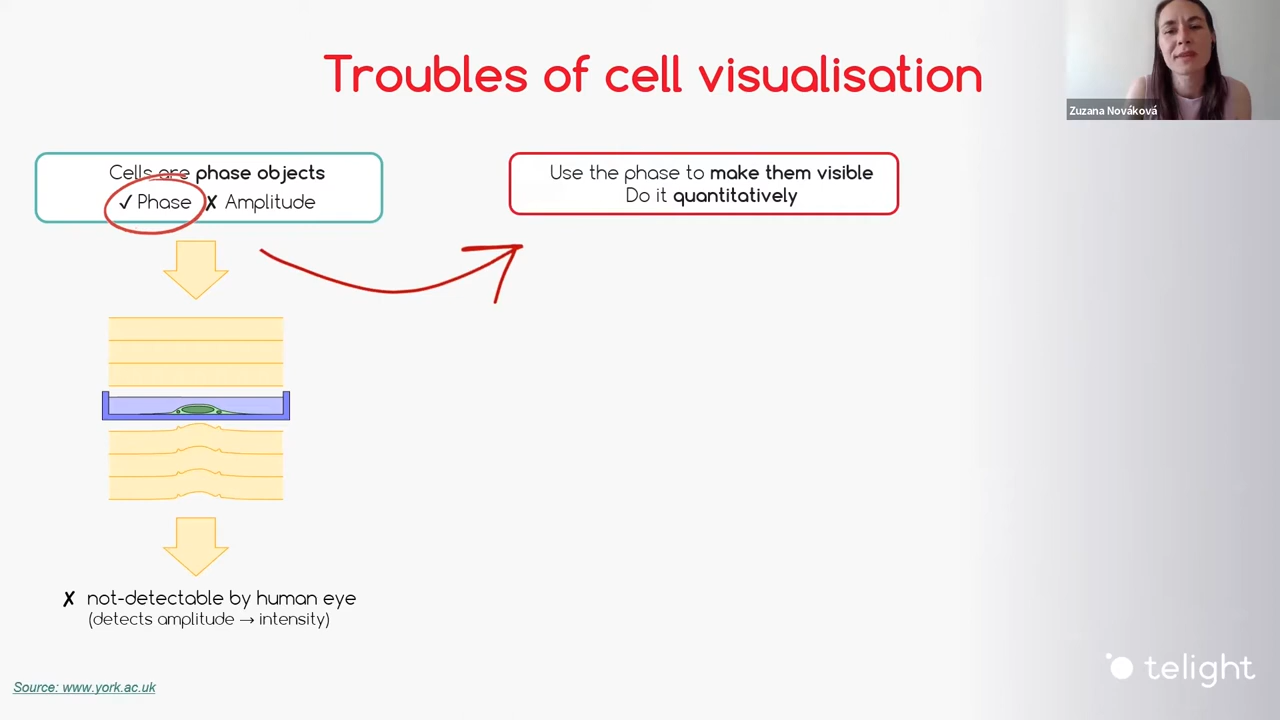 Troubles of cell visualisation
Zuzana Nováková
Cells are phase objects
✓ Phase ✗ Amplitude
Use the phase to make them visible
Do it quantitatively
✗ not-detectable by human eye
(detects amplitude → intensity)
Source: www.york.ac.uk
telight